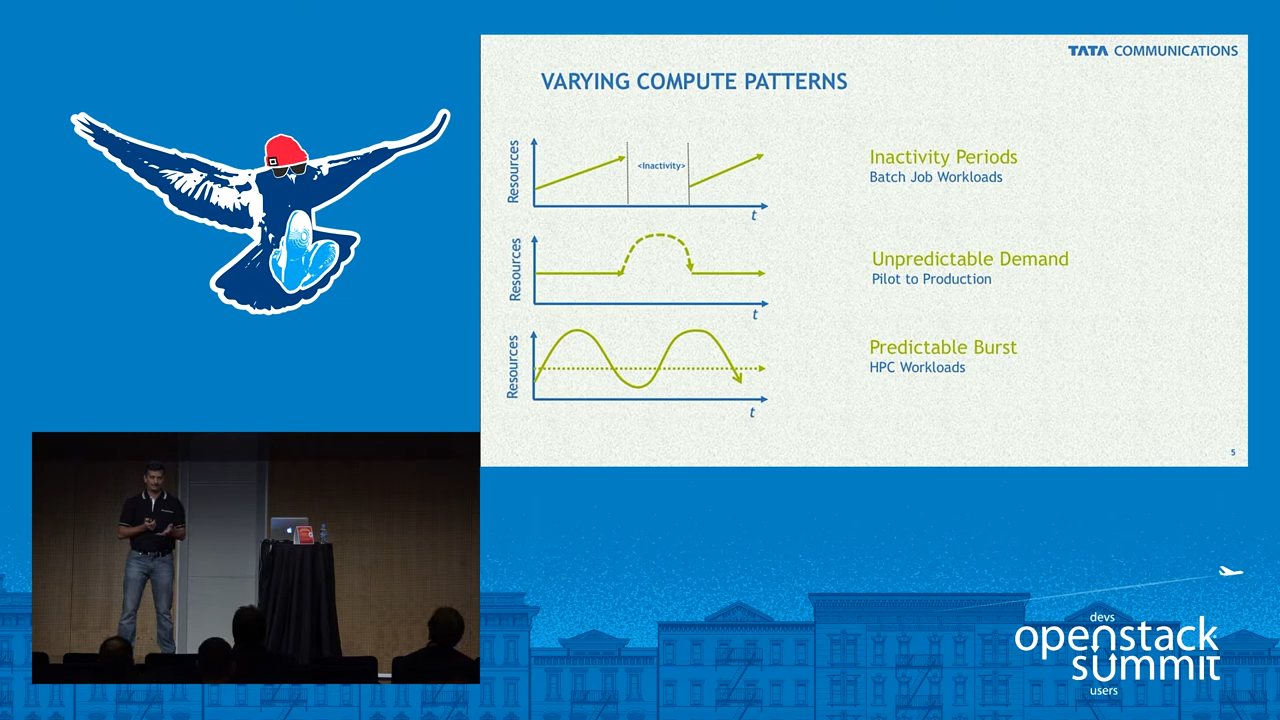 TATA COMMUNICATIONS
VARYING COMPUTE PATTERNS
Resources
<Inactivity>
t
Inactivity Periods
Batch Job Workloads
Resources
t
Unpredictable Demand
Pilot to Production
Resources
t
Predictable Burst
HPC Workloads
5
devs
openstack
summit
users